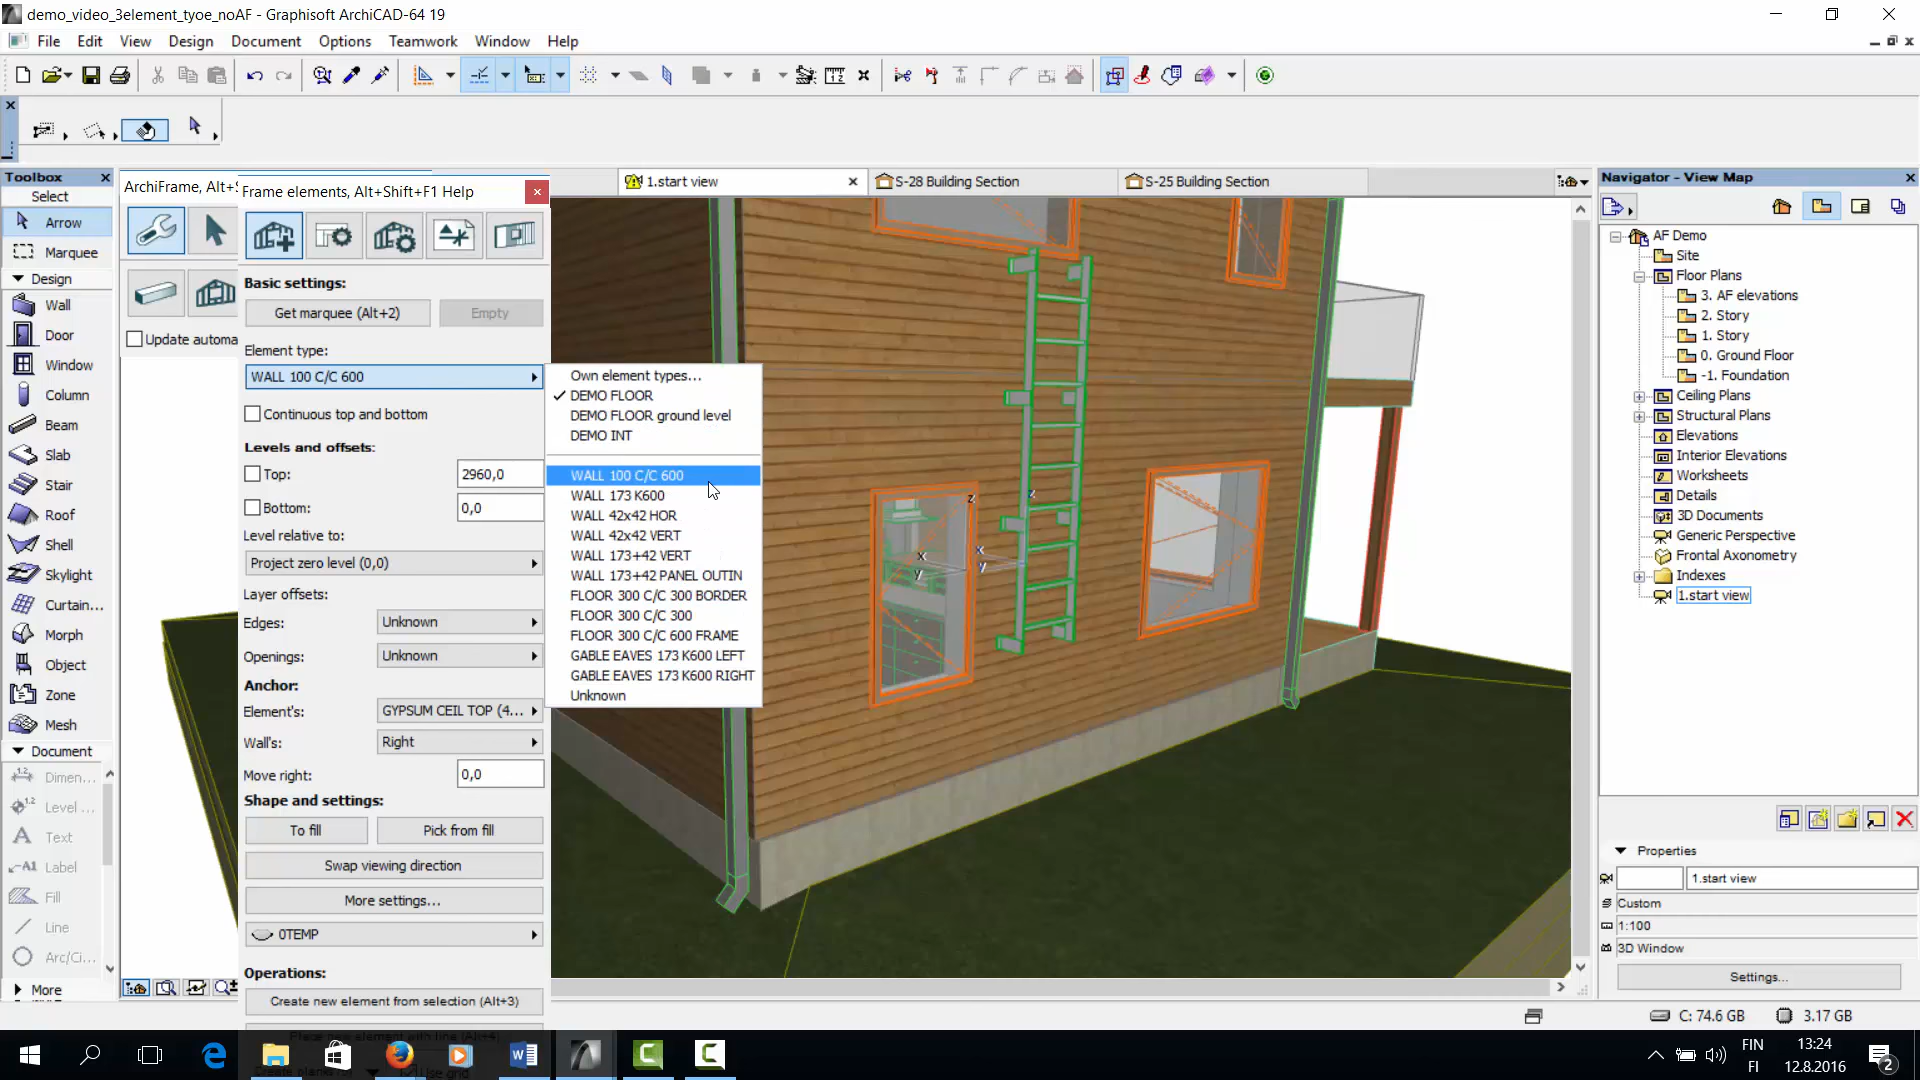 demo_video_3element_tyoe_noAF - Graphisoft ArchiCAD-64 19
File Edit View Design Document Options Teamwork Window Help
Toolbox
Select
Arrow
Marquee
Design
Wall
Door
Window
Column
Beam
Slab
Stair
Roof
Shell
Skylight
Curtain...
Morph
Object
Zone
Mesh
Document
Dimen...
Level ...
Text
Label
Fill
Line
Arc/Ci...
More
ArchiFrame, Alt+S
Update automa
Frame elements, Alt+Shift+F1 Help
Basic settings:
Get marquee (Alt+2) Empty
Element type:
WALL 100 C/C 600
Continuous top and bottom
Levels and offsets:
Top: 2960,0
Bottom: 0,0
Level relative to:
Project zero level (0,0)
Layer offsets:
Edges: Unknown
Openings: Unknown
Anchor:
Element's: GYPSUM CEIL TOP (4...
Wall's: Right
Move right: 0,0
Shape and settings:
To fill Pick from fill
Swap viewing direction
More settings...
0TEMP
Operations:
Create new element from selection (Alt+3)
Place new element with line (Alt+4)
Own element types...
DEMO FLOOR
DEMO FLOOR ground level
DEMO INT
WALL 100 C/C 600
WALL 173 K600
WALL 42x42 HOR
WALL 42x42 VERT
WALL 173+42 VERT
WALL 173+42 PANEL OUTIN
FLOOR 300 C/C 300 BORDER
FLOOR 300 C/C 300
FLOOR 300 C/C 600 FRAME
GABLE EAVES 173 K600 LEFT
GABLE EAVES 173 K600 RIGHT
Unknown
1.start view S-28 Building Section S-25 Building Section
z z
x x
y y
Navigator - View Map
AF Demo
Site
Floor Plans
3. AF elevations
2. Story
1. Story
0. Ground Floor
-1. Foundation
Ceiling Plans
Structural Plans
Elevations
Interior Elevations
Worksheets
Details
3D Documents
Generic Perspective
Frontal Axonometry
Indexes
1.start view
Properties
1.start view
Custom
1:100
3D Window
Settings...
C: 74.6 GB 3.17 GB
FIN
FI
13:24
12.8.2016
2